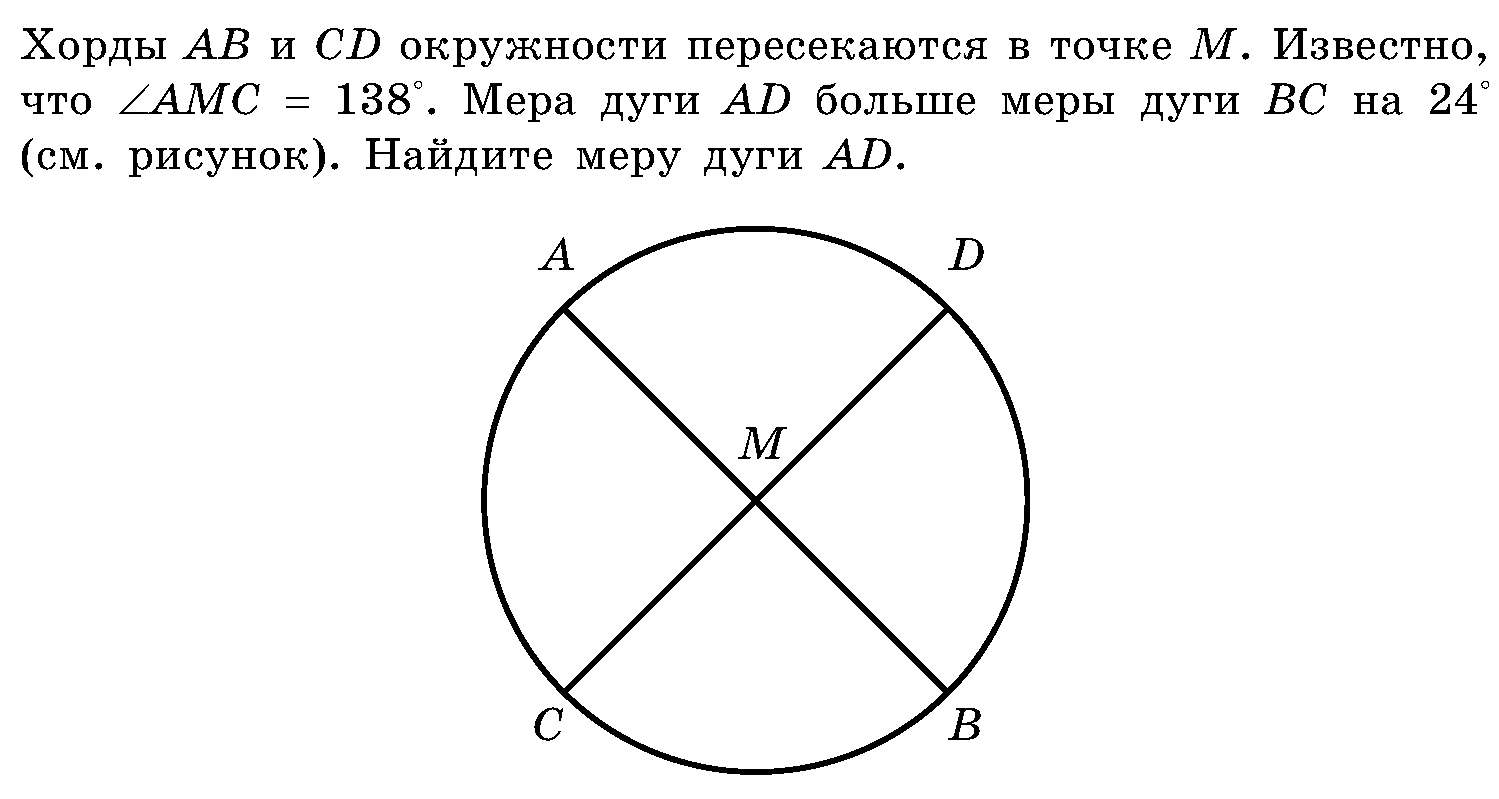 Хорды AB и CD окружности пересекаются в точке M. Известно,
что ∠AMC = 138°. Мера дуги AD больше меры дуги BC на 24°
(см. рисунок). Найдите меру дуги AD.
A
D
M
C
B